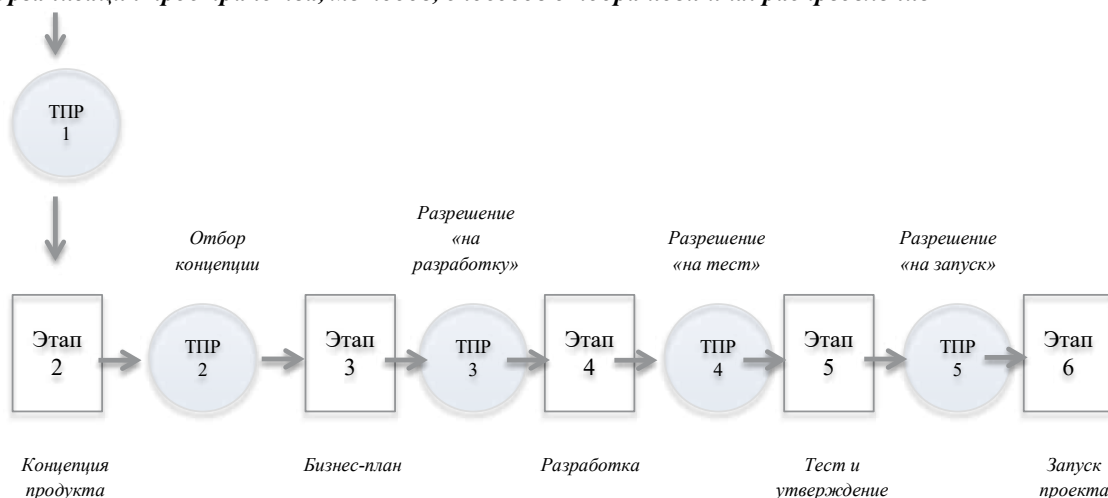 ТПР
1
Отбор
концепции
Разрешение
«на
разработку»
Разрешение
«на тест»
Разрешение
«на запуск»
Этап
2
ТПР
2
Этап
3
ТПР
3
Этап
4
ТПР
4
Этап
5
ТПР
5
Этап
6
Концепция
продукта
Бизнес-план
Разработка
Тест и
утверждение
Запуск
проекта